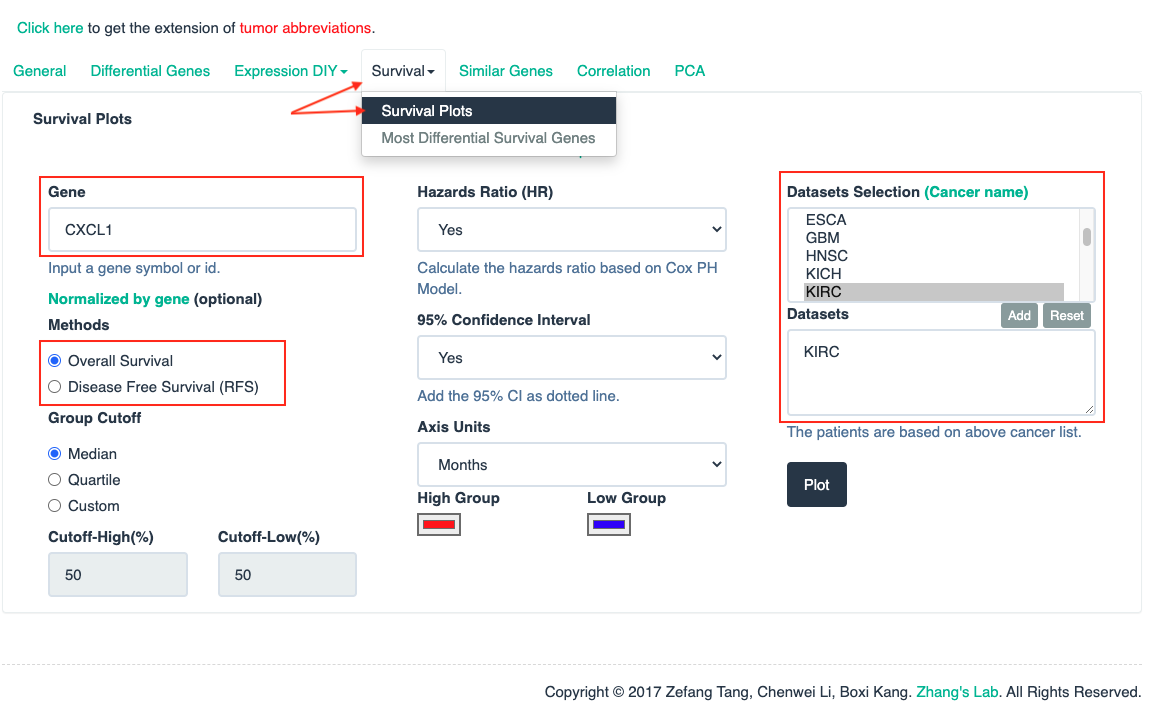 Click here to get the extension of tumor abbreviations.
General Differential Genes Expression DIY Survival Similar Genes Correlation PCA
Survival Plots
Most Differential Survival Genes
Survival Plots
Gene
CXCL1
Input a gene symbol or id.
Normalized by gene (optional)
Methods
Overall Survival
Disease Free Survival (RFS)
Group Cutoff
Median
Quartile
Custom
Cutoff-High(%) Cutoff-Low(%)
50 50
Hazards Ratio (HR)
Yes
Calculate the hazards ratio based on Cox PH
Model.
95% Confidence Interval
Yes
Add the 95% CI as dotted line.
Axis Units
Months
High Group Low Group
Datasets Selection (Cancer name)
ESCA
GBM
HNSC
KICH
KIRC
Datasets Add Reset
KIRC
The patients are based on above cancer list.
Plot
Copyright © 2017 Zefang Tang, Chenwei Li, Boxi Kang. Zhang's Lab. All Rights Reserved.